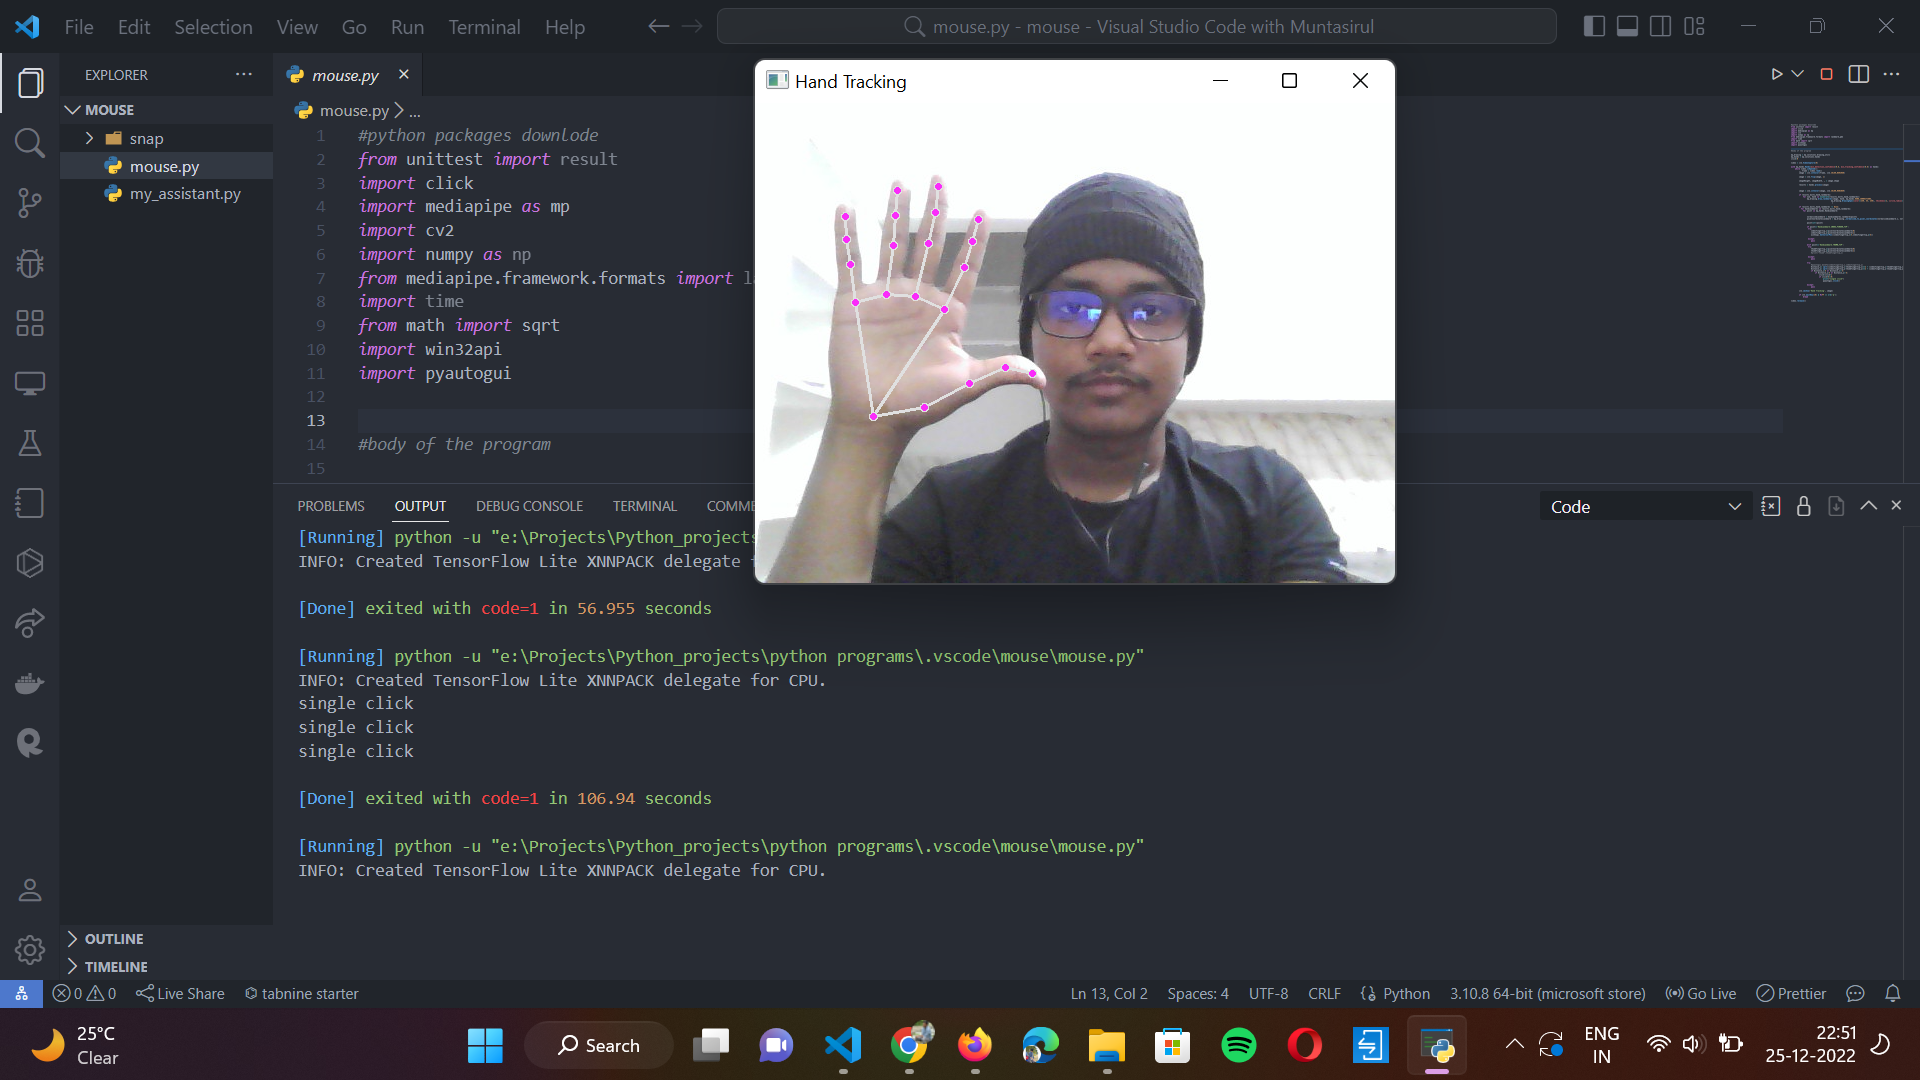 File Edit Selection View Go Run Terminal Help
mouse.py - mouse - Visual Studio Code with Muntasirul
EXPLORER
MOUSE
snap
mouse.py
my_assistant.py
mouse.py
mouse.py > ...
1 #python packages downlode
2 from unittest import result
3 import click
4 import mediapipe as mp
5 import cv2
6 import numpy as np
7 from mediapipe.framework.formats import
8 import time
9 from math import sqrt
10 import win32api
11 import pyautogui
12
13
14 #body of the program
15
Hand Tracking
PROBLEMS OUTPUT DEBUG CONSOLE TERMINAL COMME
Code
[Running] python -u "e:\Projects\Python_projects
INFO: Created TensorFlow Lite XNNPACK delegate f
[Done] exited with code=1 in 56.955 seconds
[Running] python -u "e:\Projects\Python_projects\python programs\.vscode\mouse\mouse.py"
INFO: Created TensorFlow Lite XNNPACK delegate for CPU.
single click
single click
single click
[Done] exited with code=1 in 106.94 seconds
[Running] python -u "e:\Projects\Python_projects\python programs\.vscode\mouse\mouse.py"
INFO: Created TensorFlow Lite XNNPACK delegate for CPU.
OUTLINE
TIMELINE
0 0 Live Share tabnine starter
Ln 13, Col 2 Spaces: 4 UTF-8 CRLF Python 3.10.8 64-bit (microsoft store) Go Live Prettier
25°C
Clear
Search
ENG
IN
22:51
25-12-2022